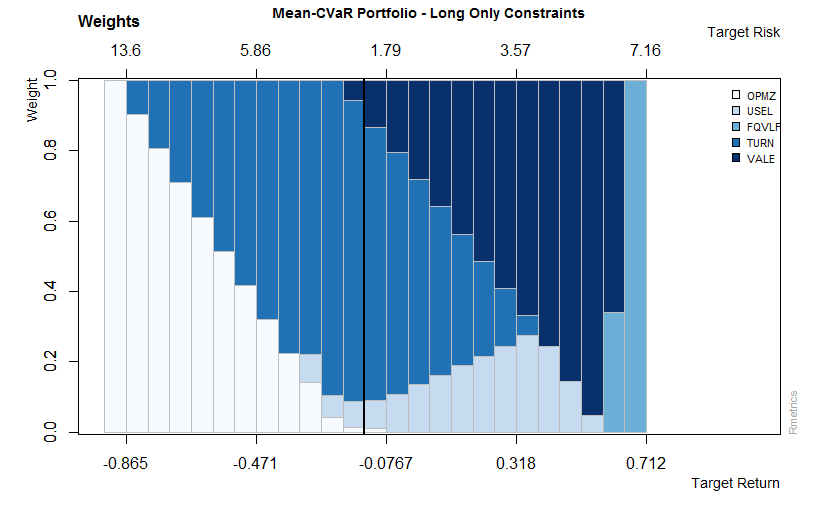 Mean-CVaR Portfolio - Long Only Constraints
Weights
Target Risk
13.6 5.86 1.79 3.57 7.16
Weight
1.0
0.8
0.6
0.4
0.2
0.0
OPMZ
USEL
FQVLF
TURN
VALE
Rmetrics
-0.865 -0.471 -0.0767 0.318 0.712
Target Return